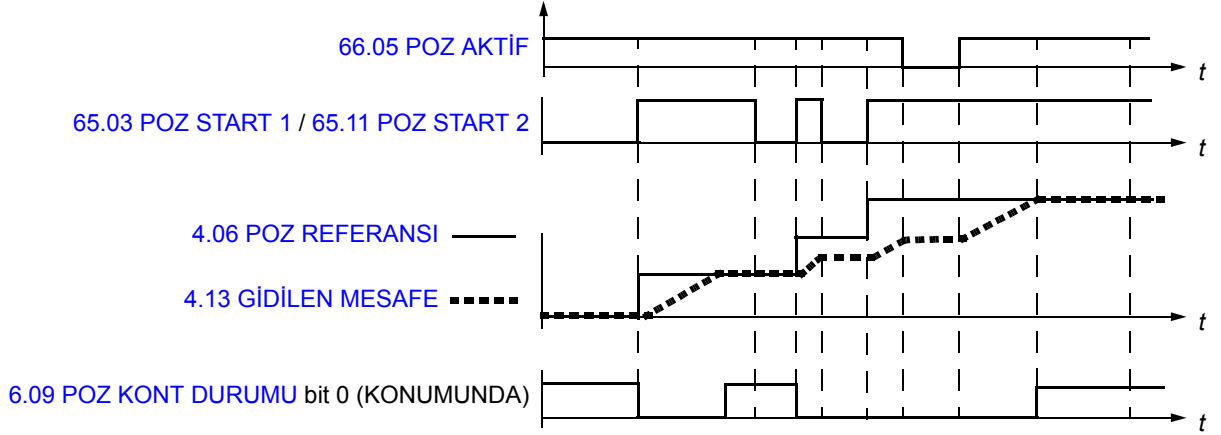 66.05 POZ AKTİF
t
65.03 POZ START 1 / 65.11 POZ START 2
t
4.06 POZ REFERANSI
4.13 GİDİLEN MESAFE
t
6.09 POZ KONT DURUMU bit 0 (KONUMUNDA)
t